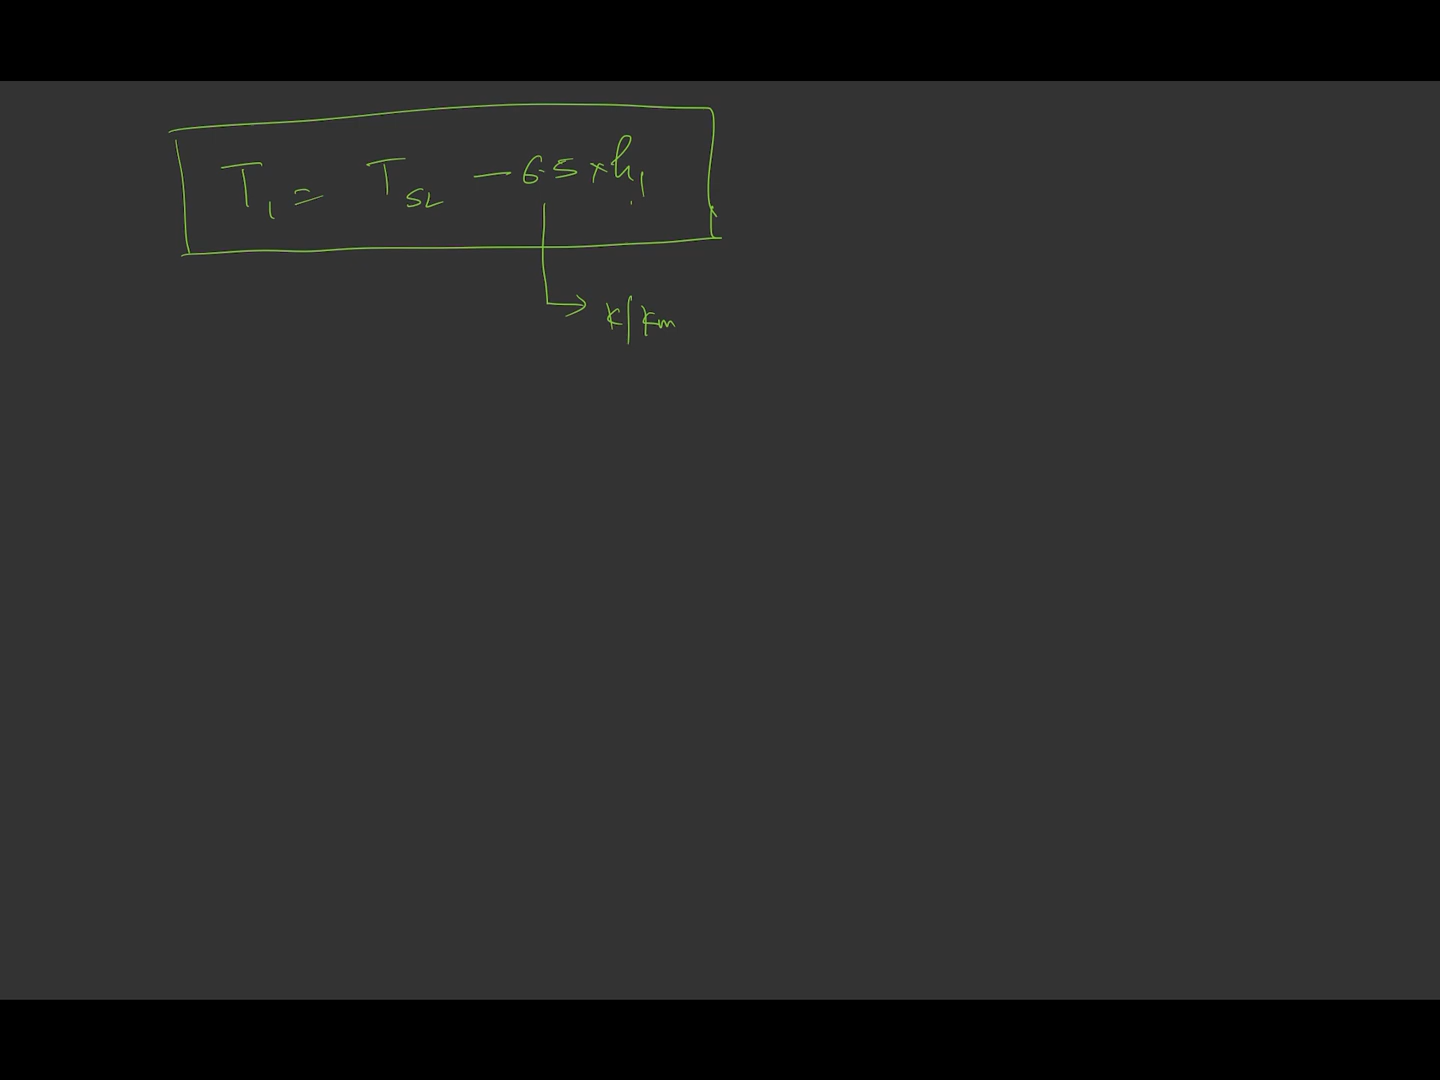 T₁ = T_SL - 6.5 × h₁
K/km